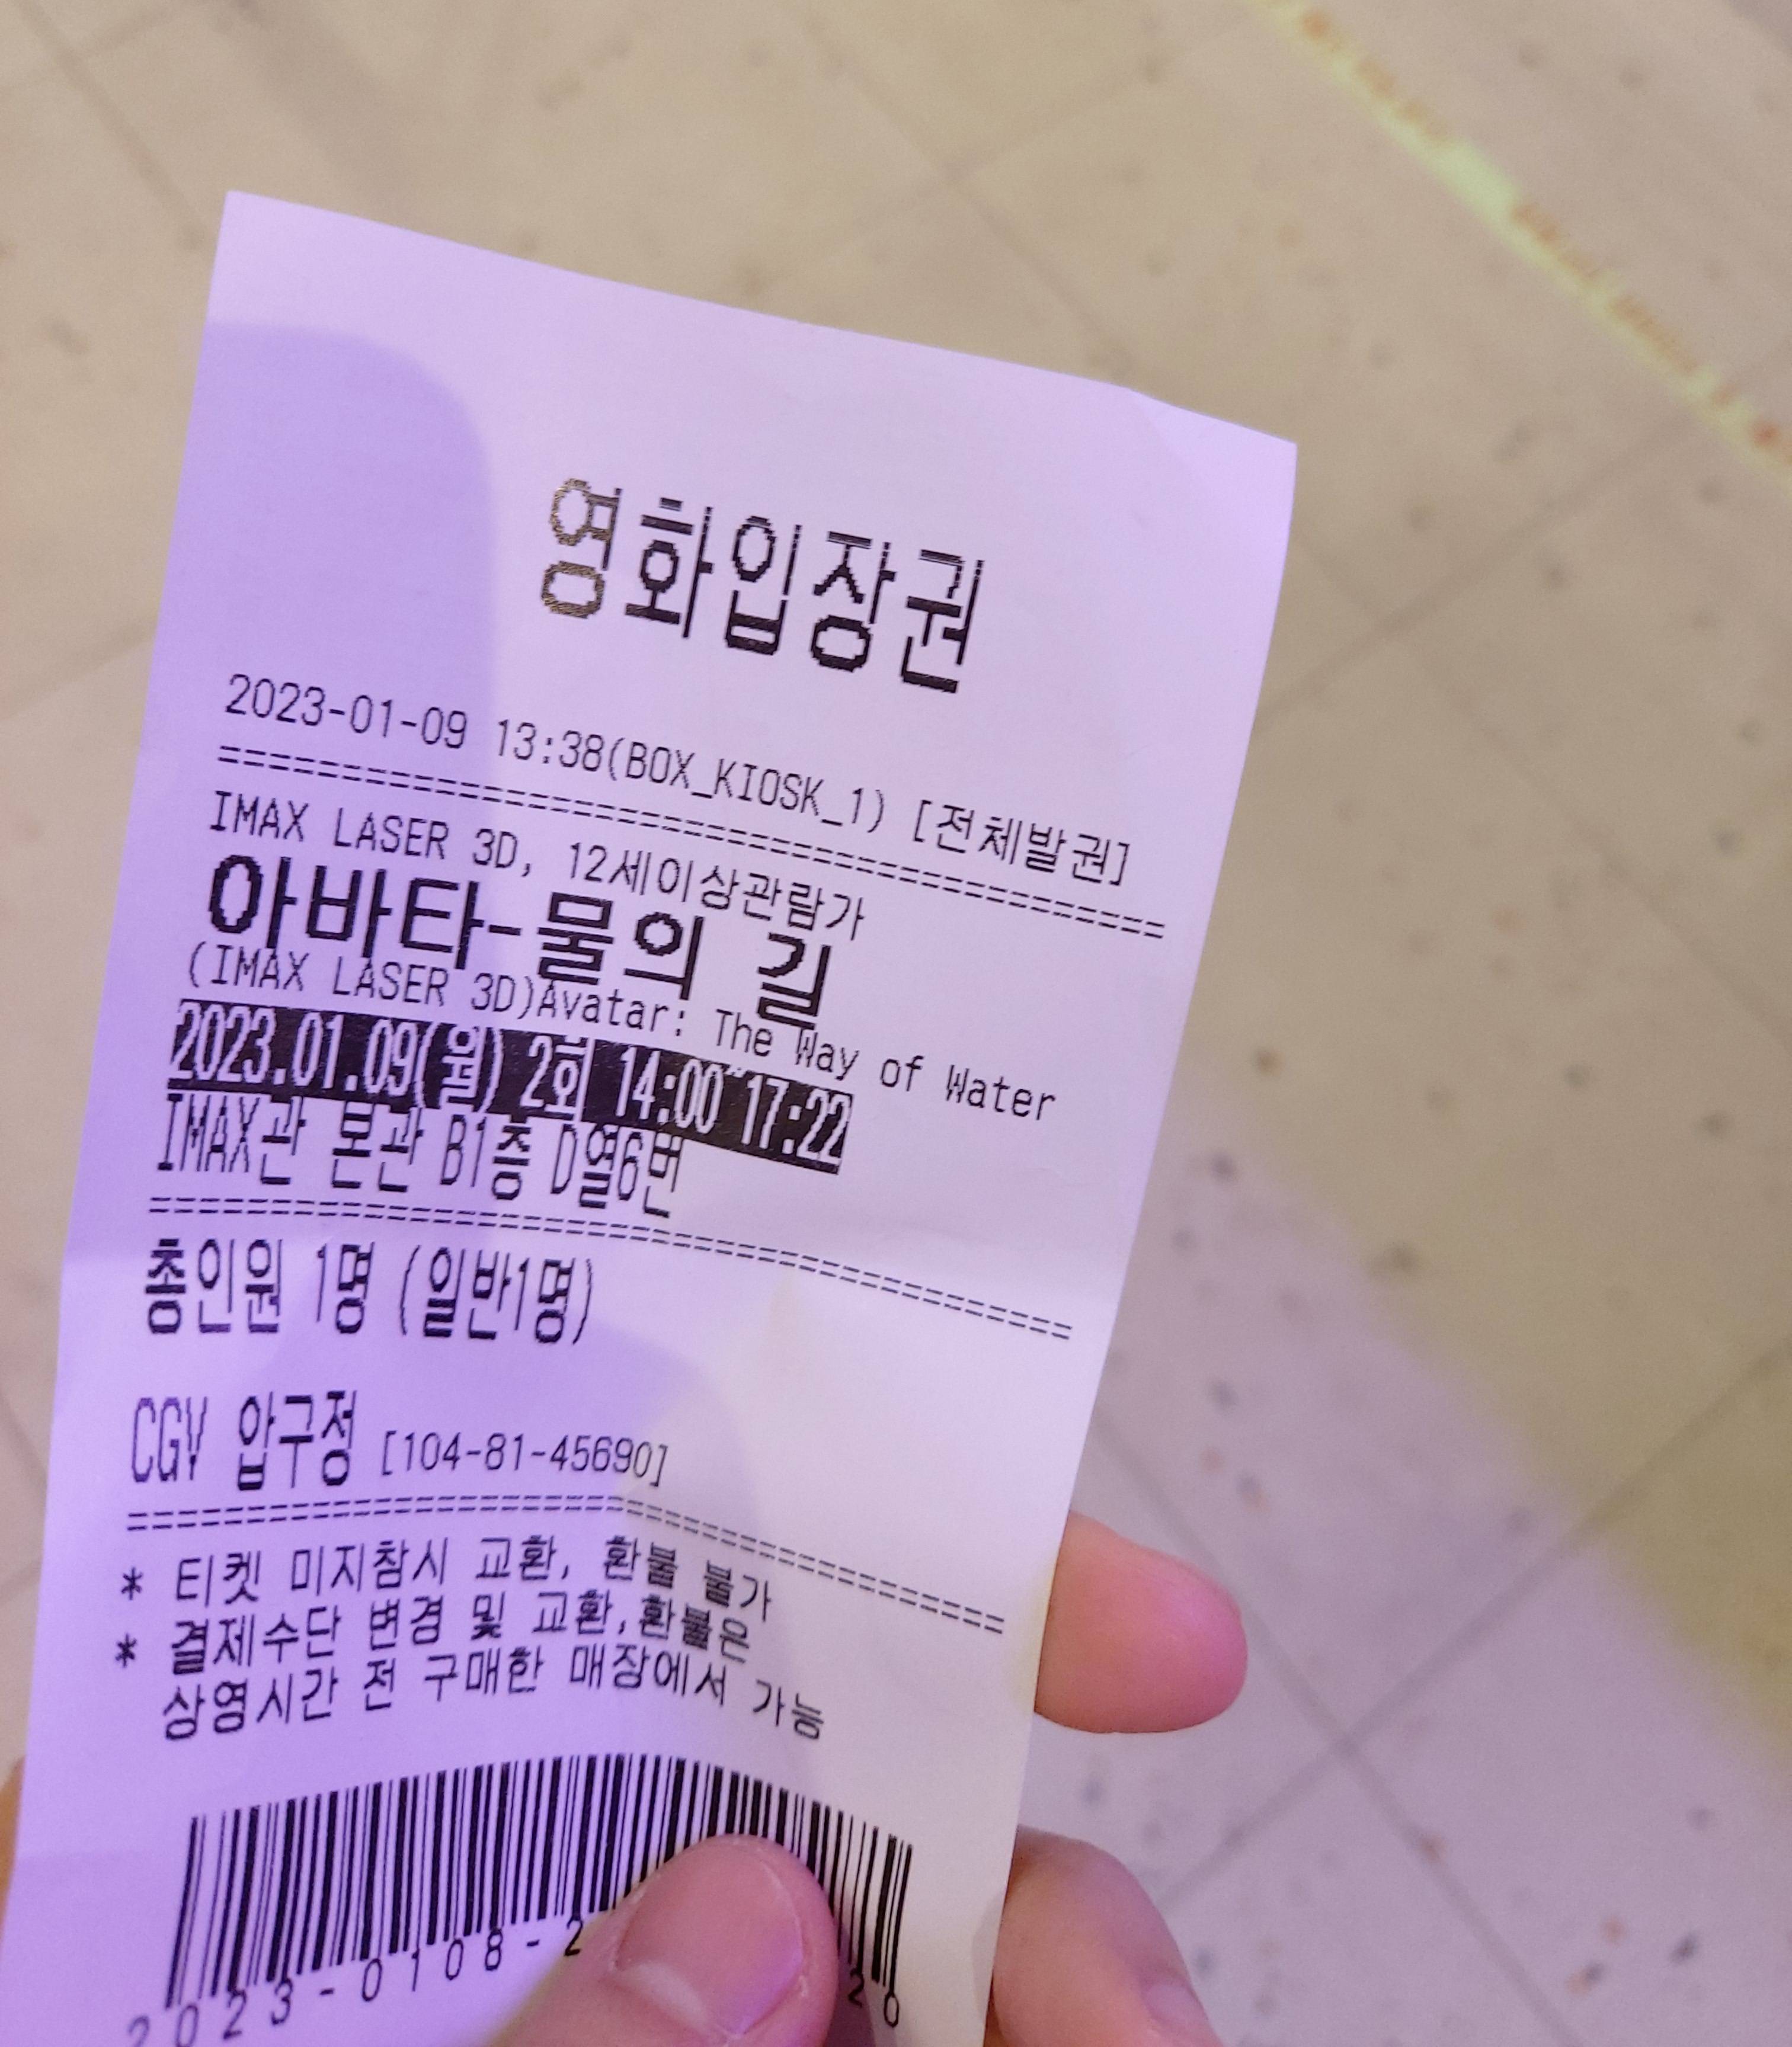 영화입장권
2023-01-09 13:38(BOX_KIOSK_1) [전체발권]
================================================
IMAX LASER 3D, 12세이상관람가
아바타-물의 길
(IMAX LASER 3D)Avatar: The Way of Water
2023.01.09(월) 2회 14:00~17:22
IMAX관 본관 B1층 D열6번
================================================
총인원 1명 (일반1명)
CGV 압구정 [104-81-45690]
================================================
* 티켓 미지참시 교환, 환불 불가
* 결제수단 변경 및 교환,환불은
상영시간 전 구매한 매장에서 가능
2023-0108-2 20